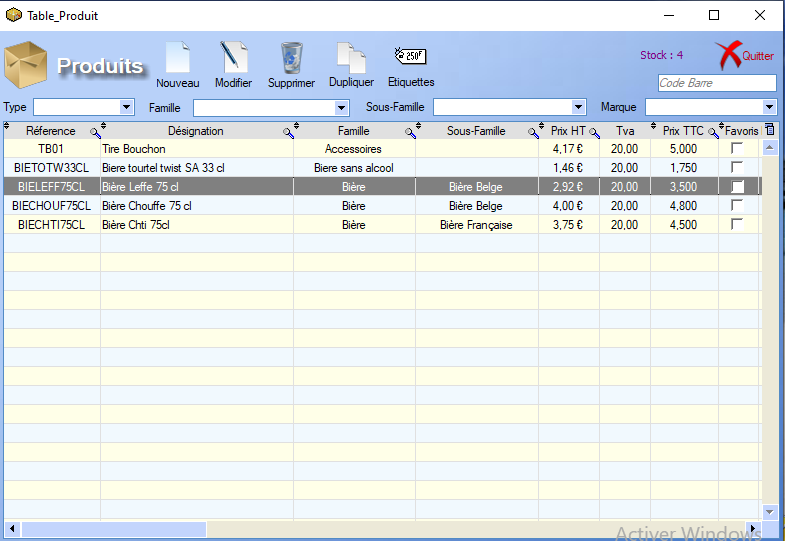 Table_Produit
Produits
Nouveau Modifier Supprimer Dupliquer Etiquettes
250F
Stock : 4
Quitter
Code Barre
Type Famille Sous-Famille Marque
Réference Désignation Famille Sous-Famille Prix HT Tva Prix TTC Favoris
TB01 Tire Bouchon Accessoires 4,17 € 20,00 5,000
BIETOTW33CL Biere tourtel twist SA 33 cl Biere sans alcool 1,46 € 20,00 1,750
BIELEFF75CL Bière Leffe 75 cl Bière Bière Belge 2,92 € 20,00 3,500
BIECHOUF75CL Bière Chouffe 75 cl Bière Bière Belge 4,00 € 20,00 4,800
BIECHTI75CL Bière Chti 75cl Bière Bière Française 3,75 € 20,00 4,500
Activer Windows